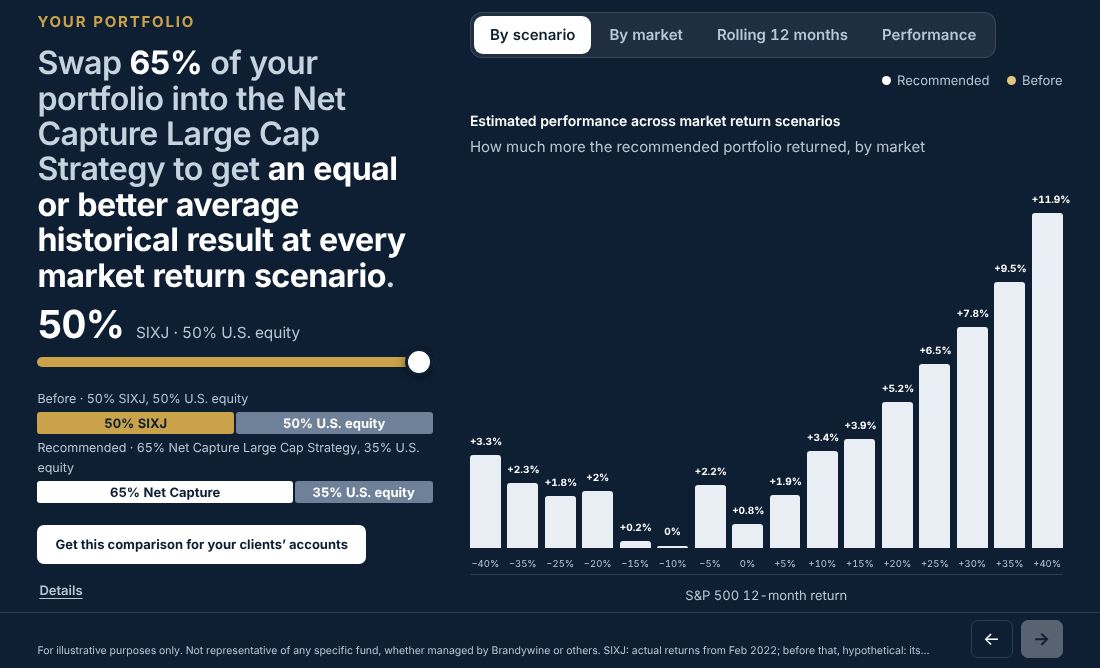 YOUR PORTFOLIO
Swap 65% of your
portfolio into the Net
Capture Large Cap
Strategy to get an equal
or better average
historical result at every
market return scenario.
50% SIXJ · 50% U.S. equity
Before · 50% SIXJ, 50% U.S. equity
50% SIXJ 50% U.S. equity
Recommended · 65% Net Capture Large Cap Strategy, 35% U.S.
equity
65% Net Capture 35% U.S. equity
Get this comparison for your clients’ accounts
Details
By scenario By market Rolling 12 months Performance
Recommended Before
Estimated performance across market return scenarios
How much more the recommended portfolio returned, by market
+3.3% +2.3% +1.8% +2% +0.2% 0% +2.2% +0.8% +1.9% +3.4% +3.9% +5.2% +6.5% +7.8% +9.5% +11.9%
−40% −35% −25% −20% −15% −10% −5% 0% +5% +10% +15% +20% +25% +30% +35% +40%
S&P 500 12-month return
For illustrative purposes only. Not representative of any specific fund, whether managed by Brandywine or others. SIXJ: actual returns from Feb 2022; before that, hypothetical: its…
← →